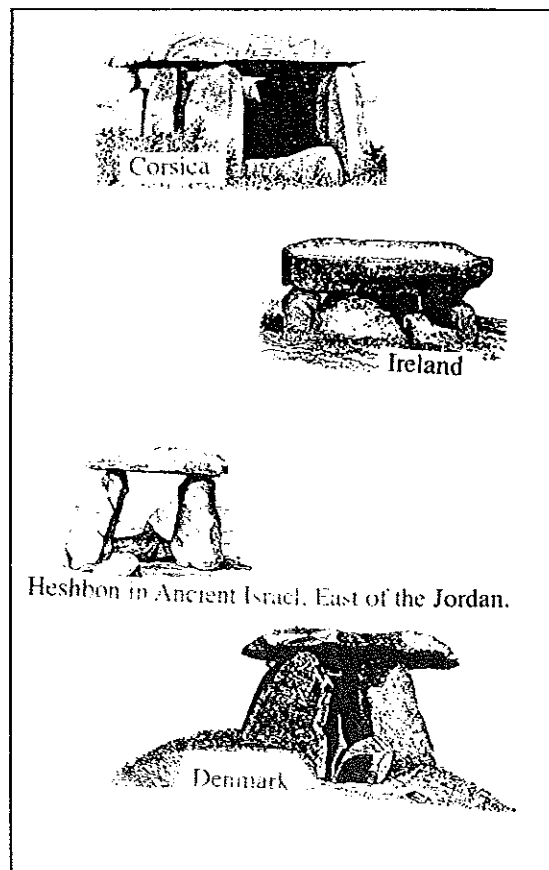 Corsica
Ireland
Heshbon in Ancient Israel, East of the Jordan.
Denmark